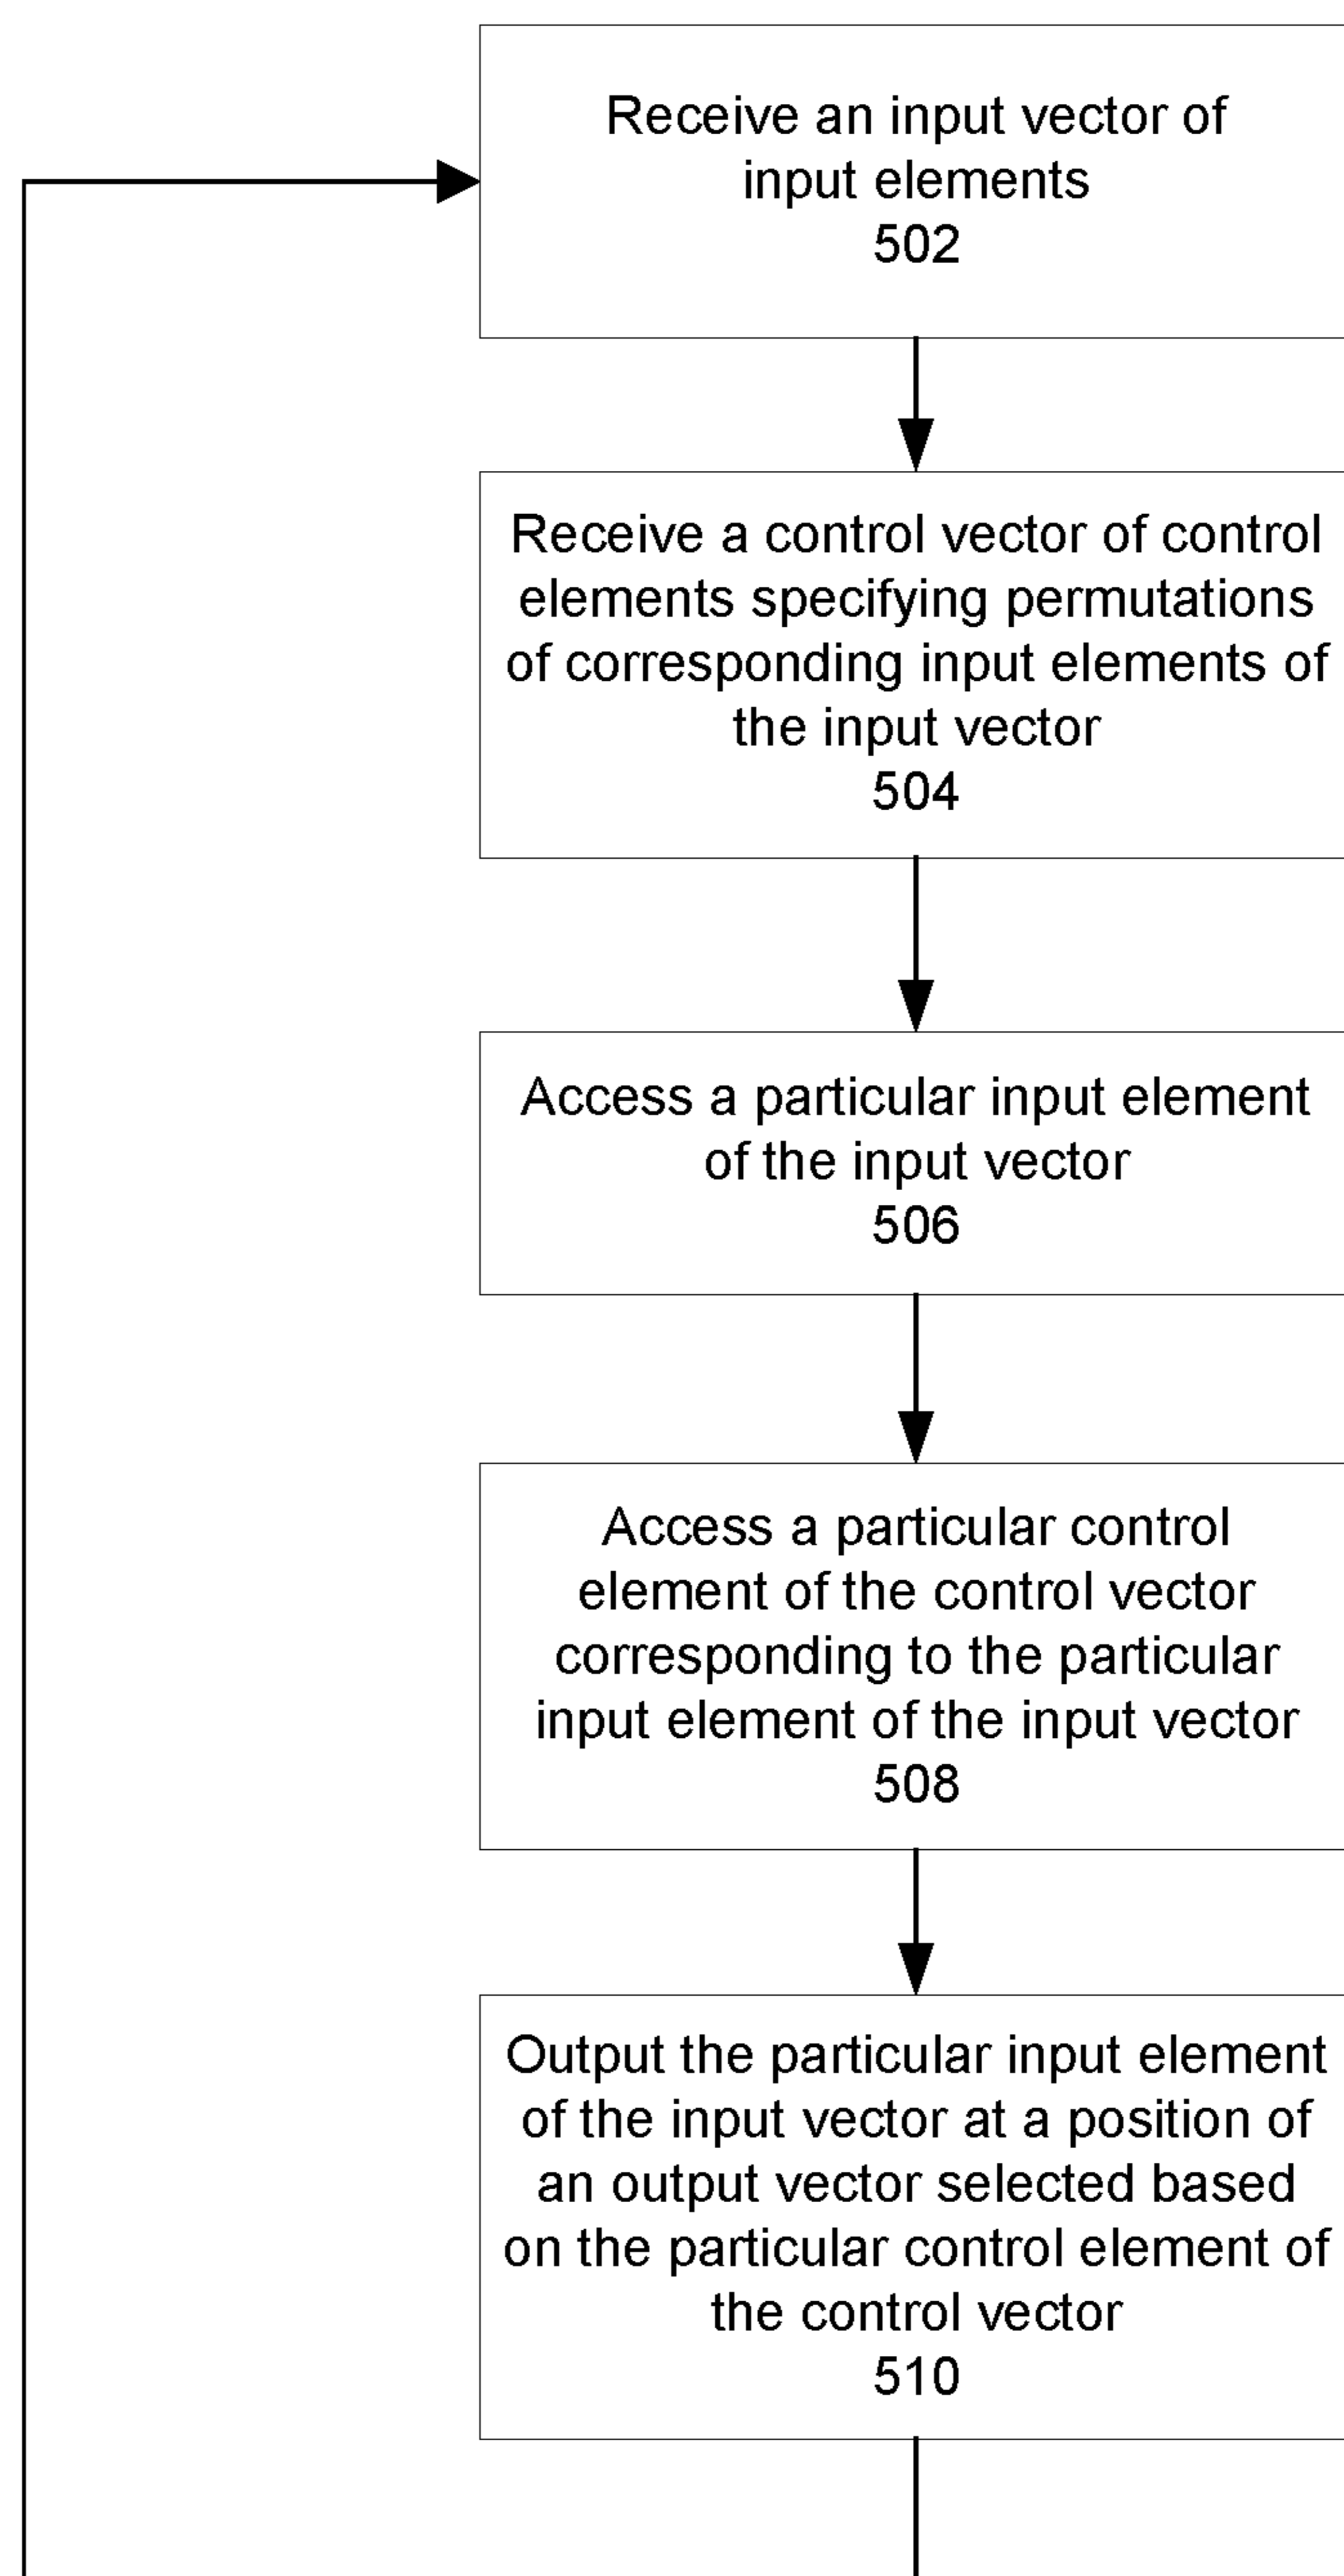 Receive an input vector of
input elements
502
Receive a control vector of control
elements specifying permutations
of corresponding input elements of
the input vector
504
Access a particular input element
of the input vector
506
Access a particular control
element of the control vector
corresponding to the particular
input element of the input vector
508
Output the particular input element
of the input vector at a position of
an output vector selected based
on the particular control element of
the control vector
510